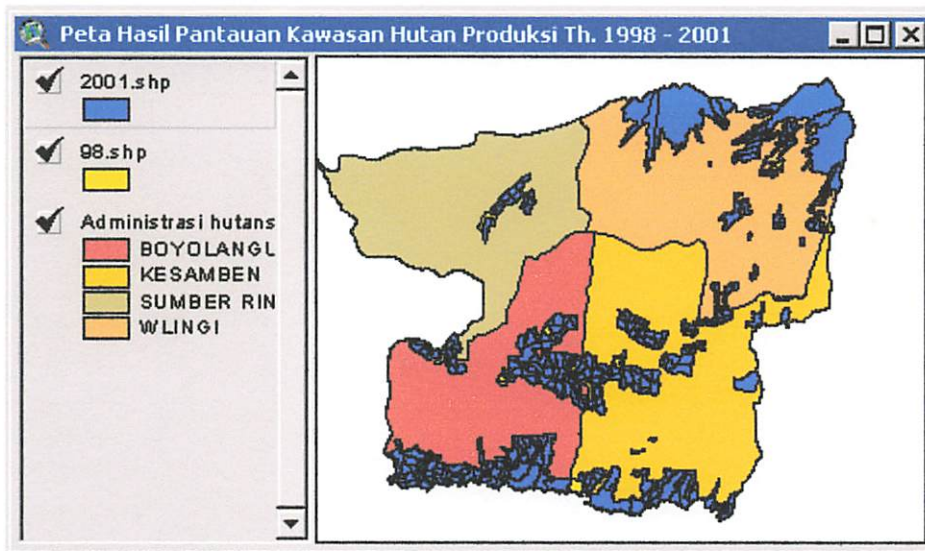 Peta Hasil Pantauan Kawasan Hutan Produksi Th. 1998 - 2001
2001.shp
98.shp
Administrasi hutans
BOYOLANGU
KESAMBEN
SUMBER RIN
WLINGI